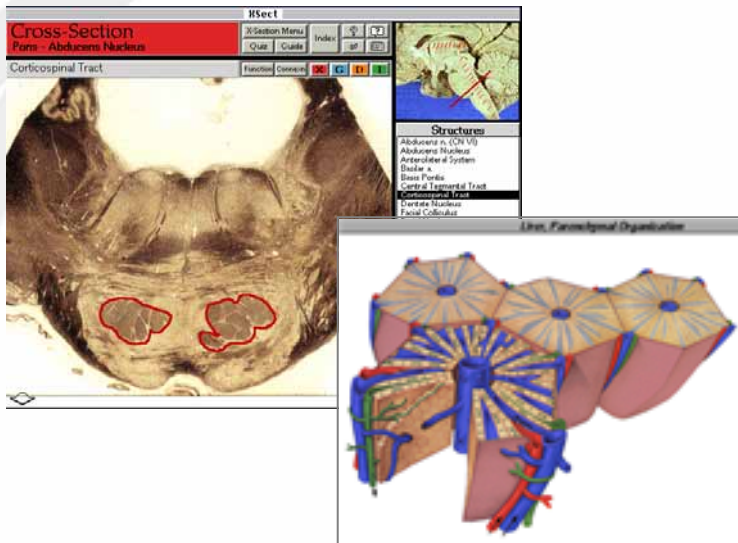 XSect
Cross-Section
Pons - Abducens Nucleus
X-Section Menu
Quiz
Guide
Index
?
Corticospinal Tract
Function
Connexn
X
G
D
I
Structures
Abducens n. (CN VI)
Abducens Nucleus
Anterolateral System
Basilar a.
Basis Pontis
Central Tegmental Tract
Corticospinal Tract
Dentate Nucleus
Facial Colliculus
Liver, Parenchymal Organization